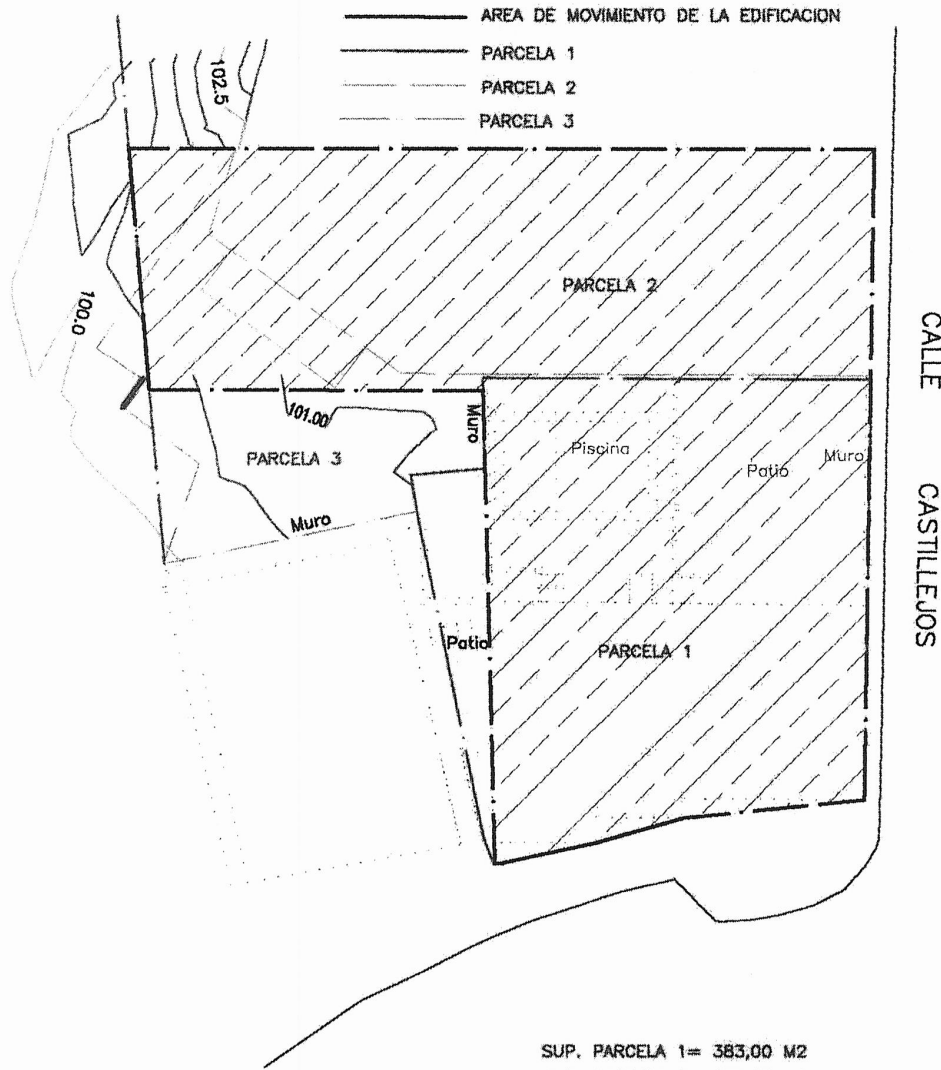 AREA DE MOVIMIENTO DE LA EDIFICACION
PARCELA 1
PARCELA 2
PARCELA 3
102.5
PARCELA 2
100.0
CALLE CASTILLEJOS
101.00
Muro
PARCELA 3
Piscina
Patio
Muro
Muro
Patio
PARCELA 1
SUP. PARCELA 1= 383,00 M2